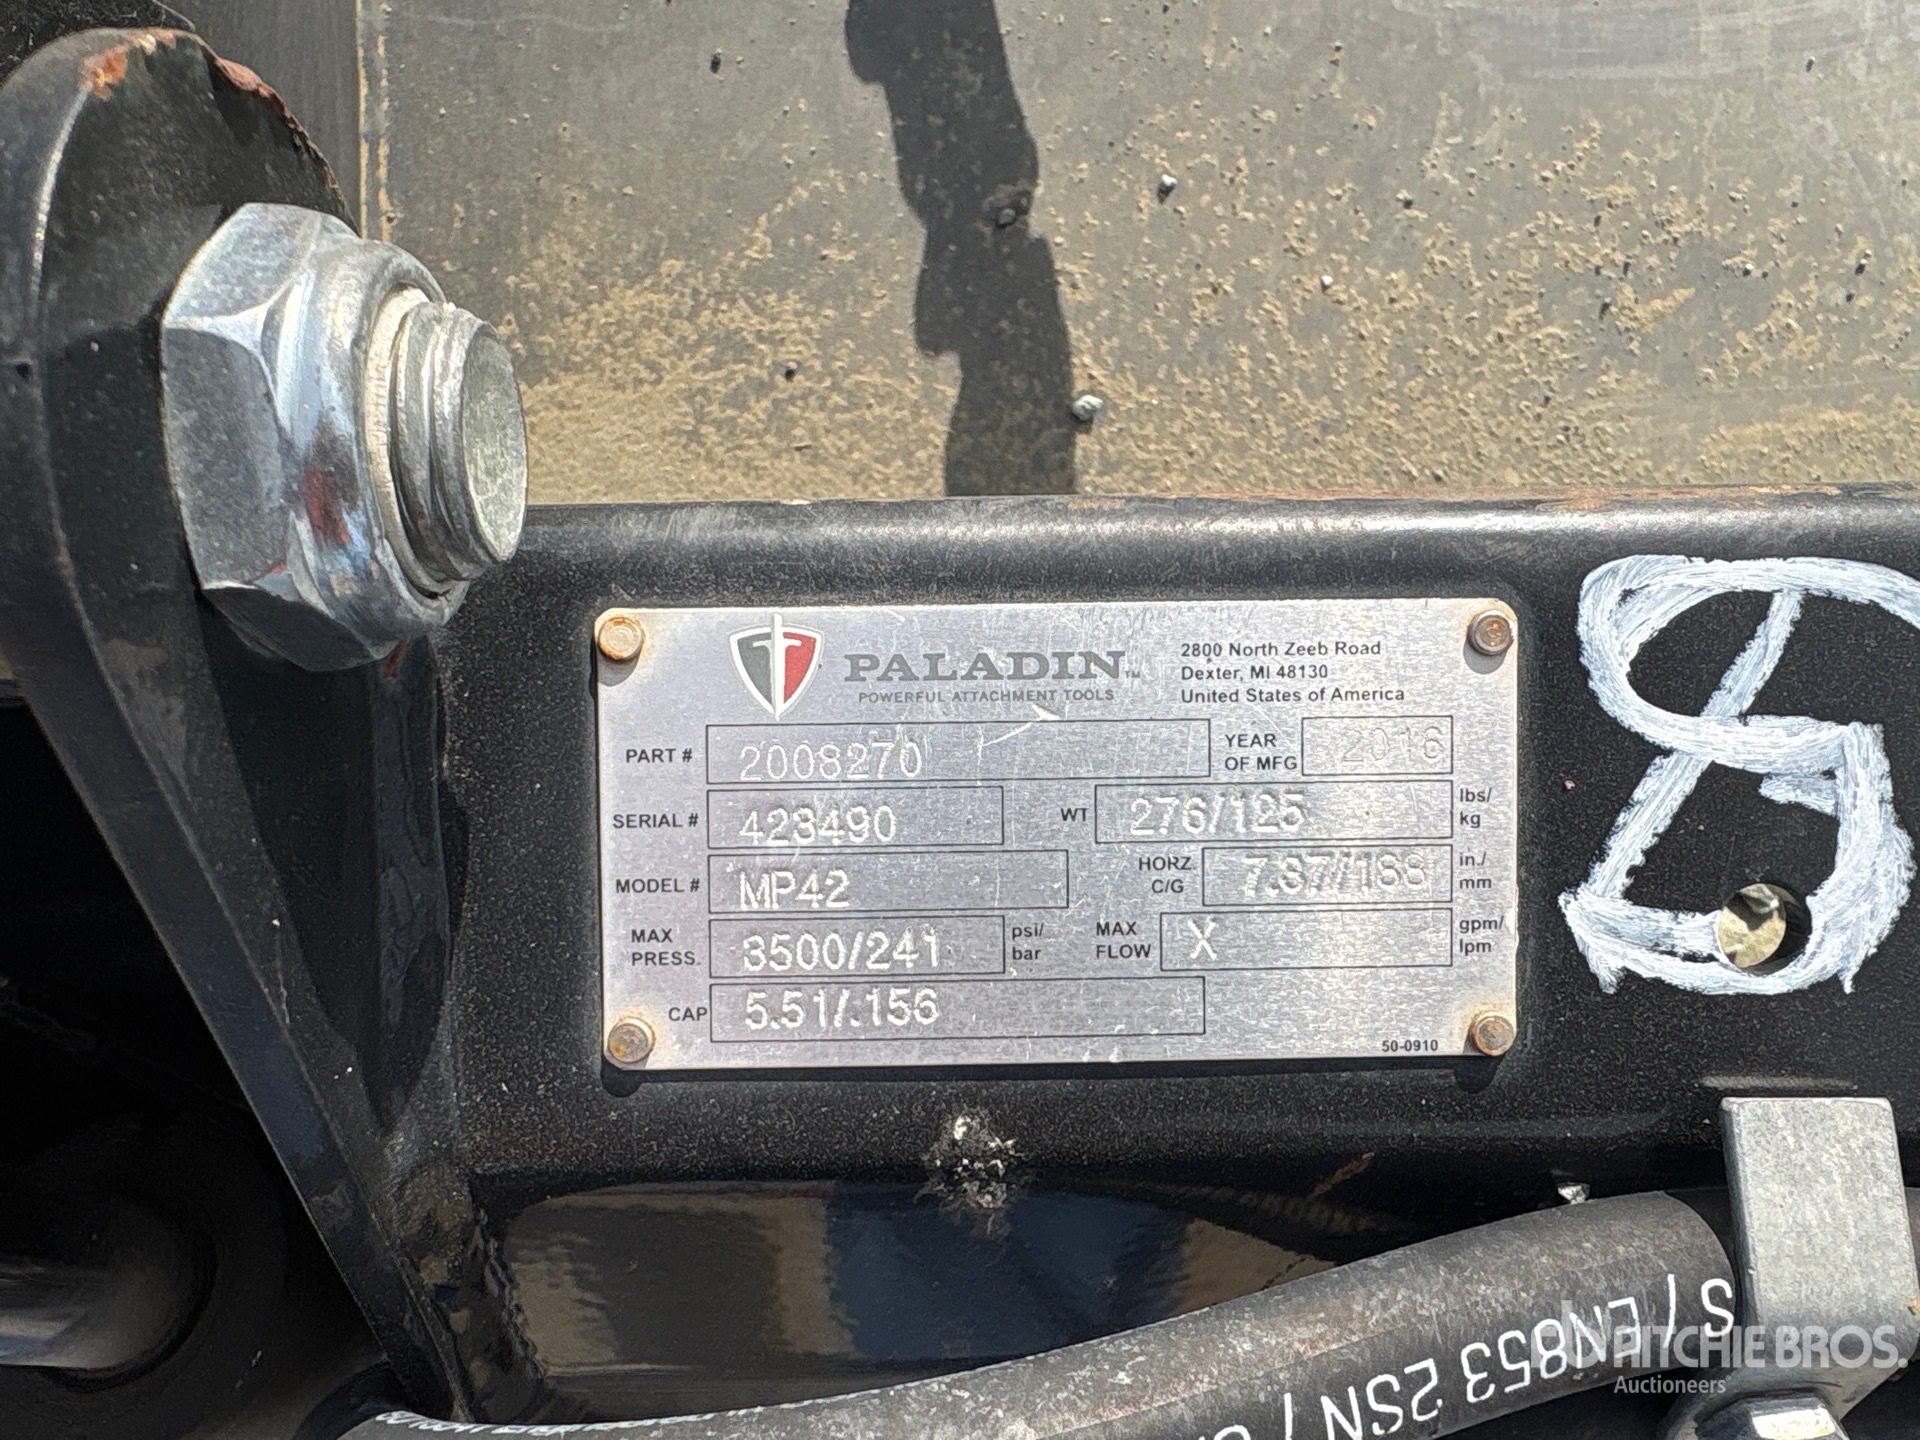 PALADIN™
POWERFUL ATTACHMENT TOOLS
2800 North Zeeb Road
Dexter, MI 48130
United States of America
PART # 2008270 YEAR OF MFG 2016
SERIAL # 423490 WT 276/125 lbs/kg
MODEL # MP42 HORZ. C/G 7.87/188 in./mm
MAX PRESS. 3500/241 psi/bar MAX FLOW X gpm/lpm
CAP 5.51/.156
50-0910
S / EN853 2SN /
RITCHIE BROS.
Auctioneers